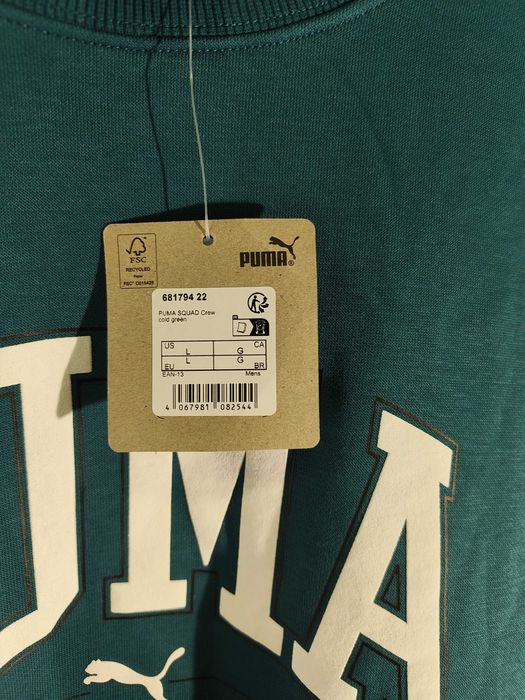 FSC
RECYCLED
Paper
PUMA
681794 22
PUMA SQUAD Crew
cold green
US L G CA
EU L G BR
EAN-13 Mens
4 067981 082544
UMA